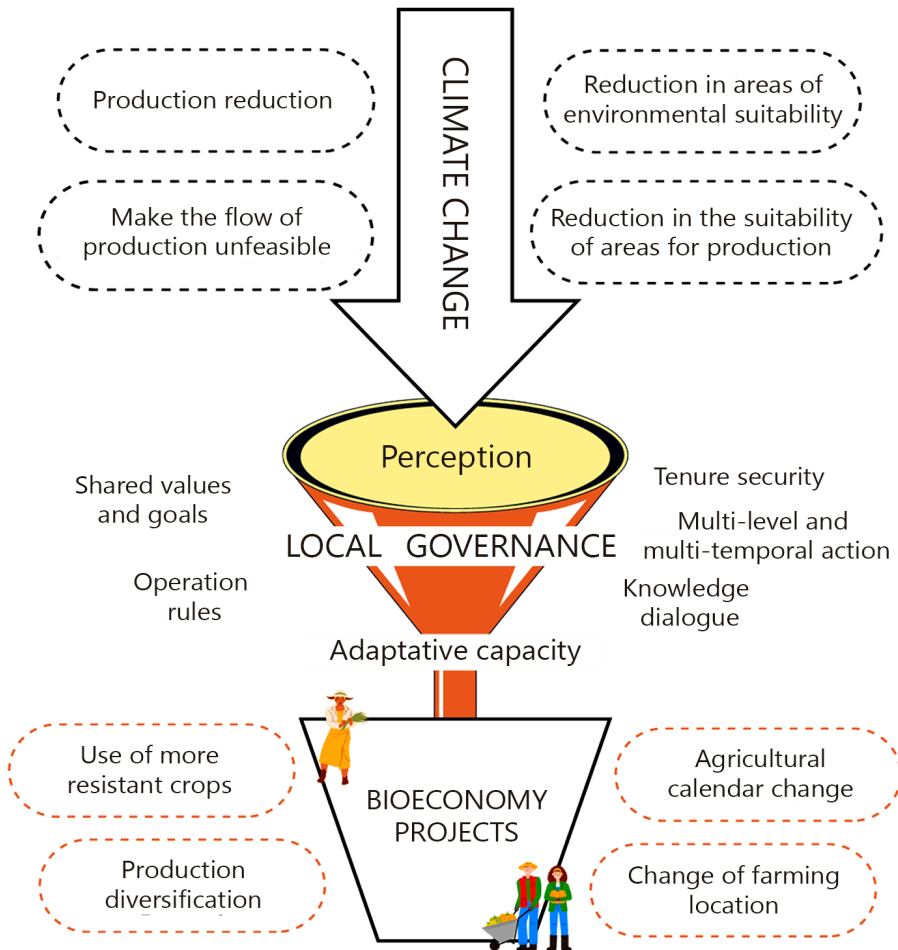 CLIMATE CHANGE
Production reduction
Reduction in areas of
environmental suitability
Make the flow of
production unfeasible
Reduction in the suitability
of areas for production
Perception
Shared values
and goals
Tenure security
Multi-level and
multi-temporal action
LOCAL GOVERNANCE
Operation
rules
Knowledge
dialogue
Adaptative capacity
Use of more
resistant crops
Agricultural
calendar change
BIOECONOMY
PROJECTS
Production
diversification
Change of farming
location